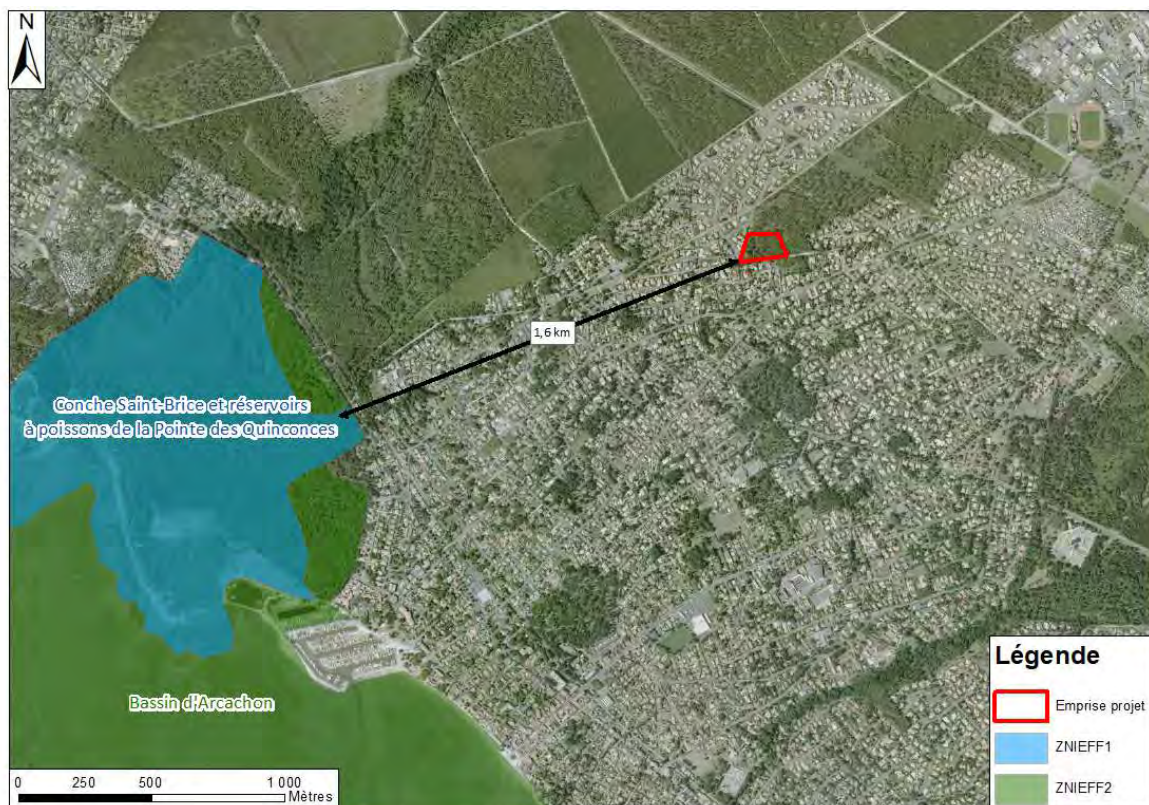 N
1,6 km
Conche Saint-Brice et réservoirs
à poissons de la Pointe des Quinconces
Bassin d'Arcachon
Légende
Emprise projet
ZNIEFF1
ZNIEFF2
0 250 500 1 000
Mètres